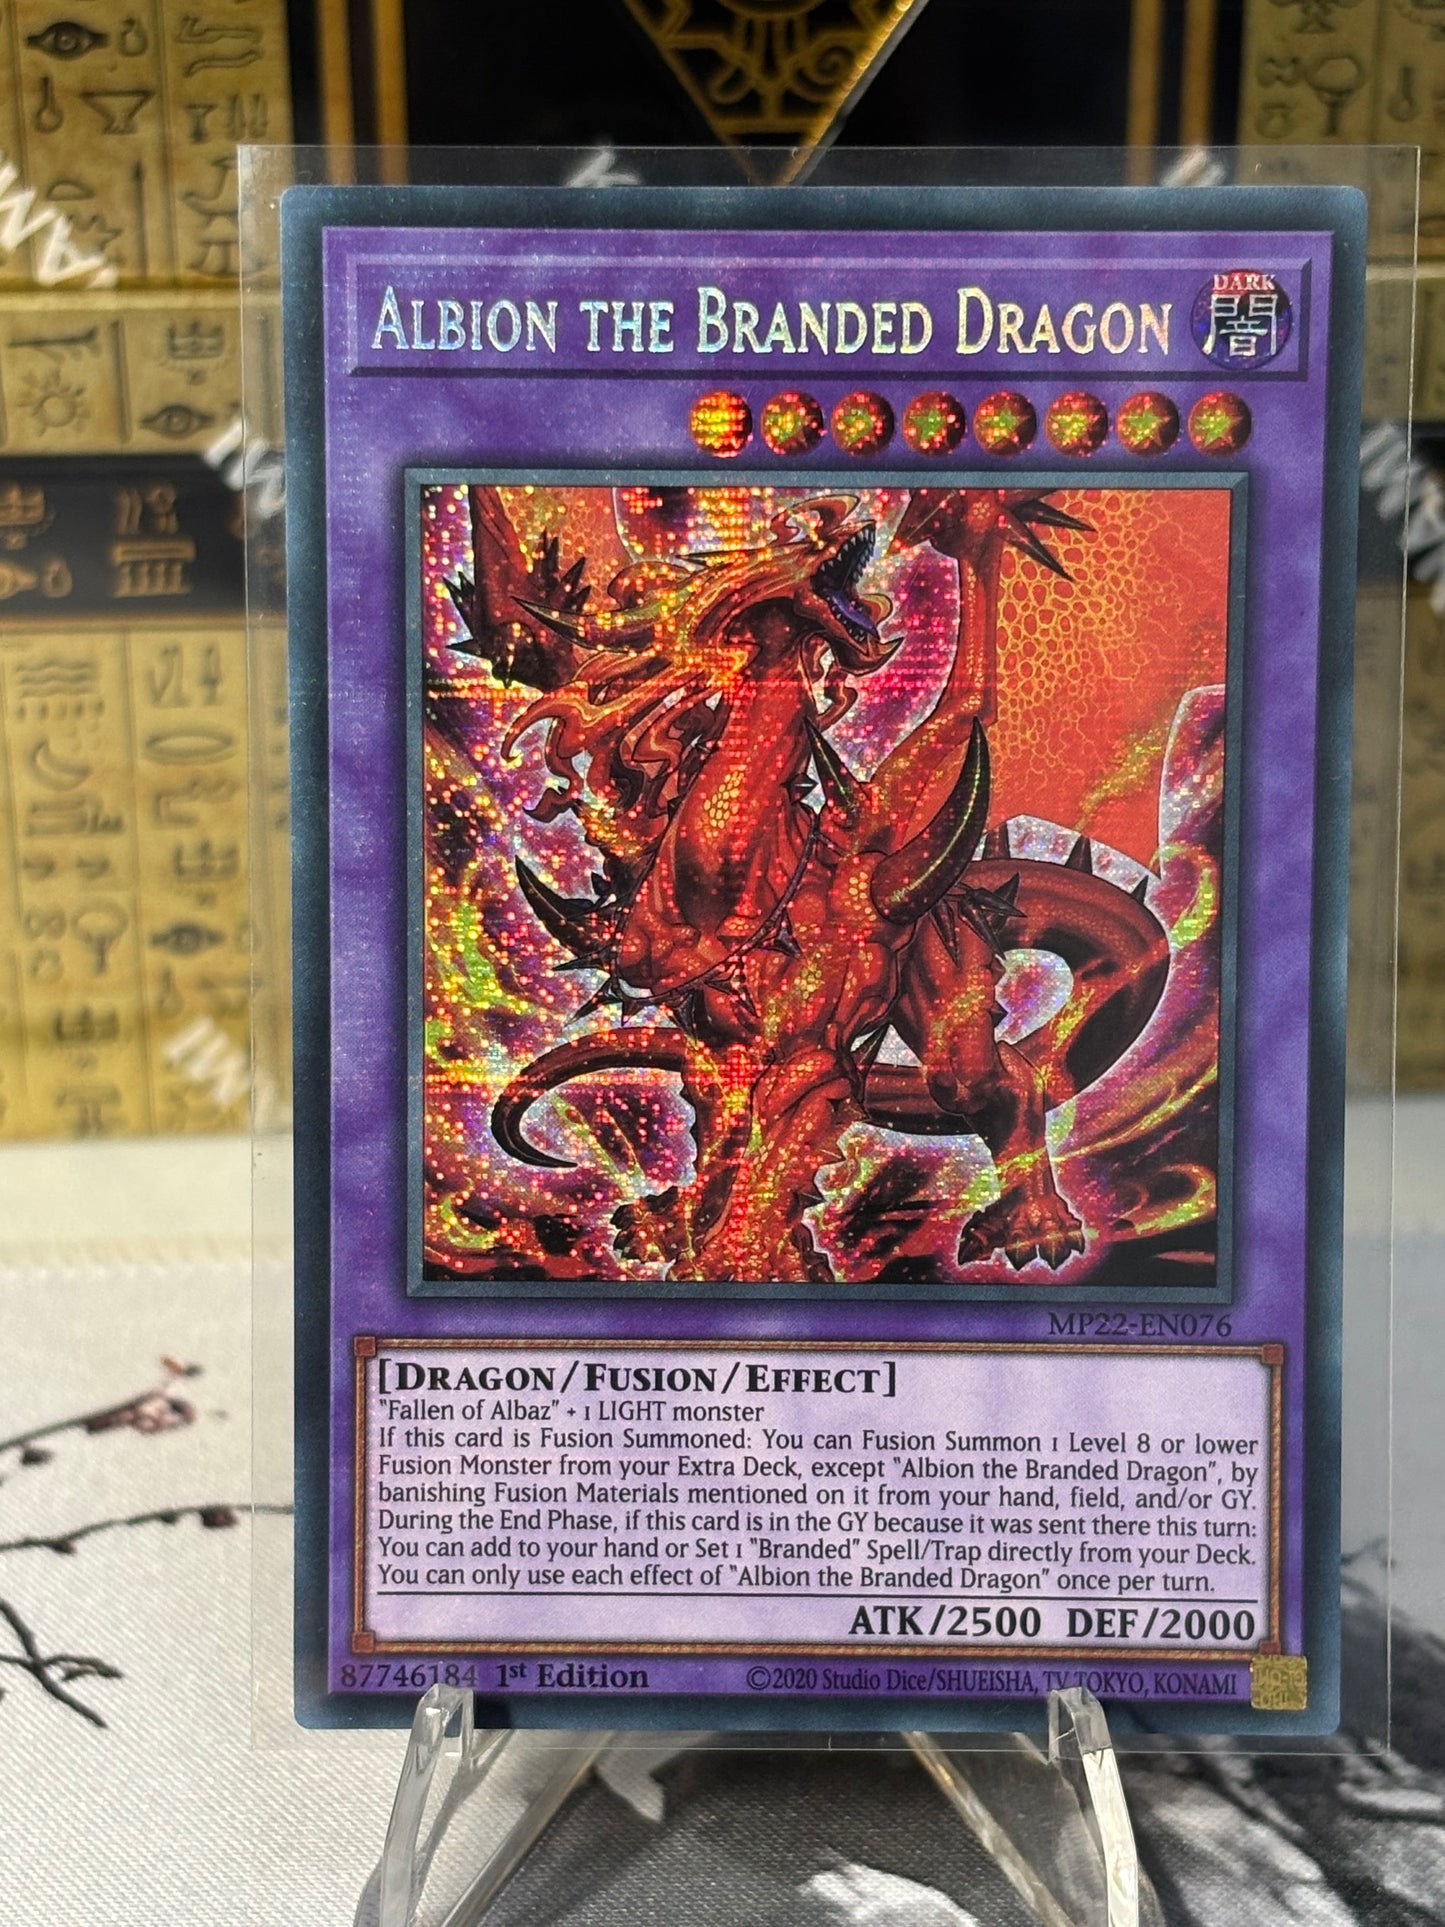 ALBION THE BRANDED DRAGON
DARK
闇
MP22-EN076
[DRAGON/FUSION/EFFECT]
"Fallen of Albaz" + 1 LIGHT monster
If this card is Fusion Summoned: You can Fusion Summon 1 Level 8 or lower
Fusion Monster from your Extra Deck, except "Albion the Branded Dragon", by
banishing Fusion Materials mentioned on it from your hand, field, and/or GY.
During the End Phase, if this card is in the GY because it was sent there this turn:
You can add to your hand or Set 1 "Branded" Spell/Trap directly from your Deck.
You can only use each effect of "Albion the Branded Dragon" once per turn.
ATK/2500 DEF/2000
87746184 1st Edition
©2020 Studio Dice/SHUEISHA, TV TOKYO, KONAMI